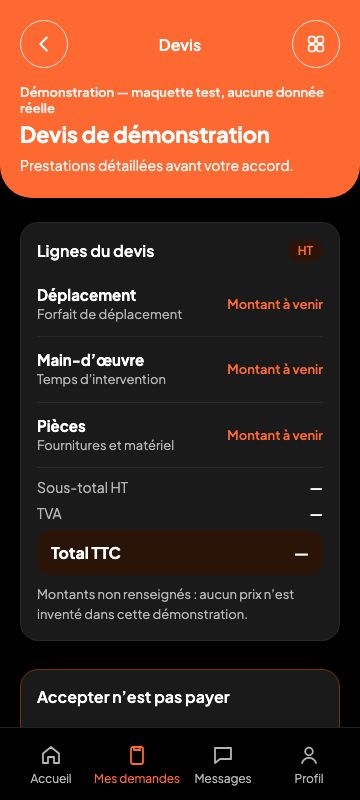 Devis
Démonstration — maquette test, aucune donnée
réelle
Devis de démonstration
Prestations détaillées avant votre accord.
Lignes du devis
HT
Déplacement
Forfait de déplacement
Montant à venir
Main-d’œuvre
Temps d’intervention
Montant à venir
Pièces
Fournitures et matériel
Montant à venir
Sous-total HT —
TVA —
Total TTC —
Montants non renseignés : aucun prix n’est
inventé dans cette démonstration.
Accepter n’est pas payer
Accueil
Mes demandes
Messages
Profil